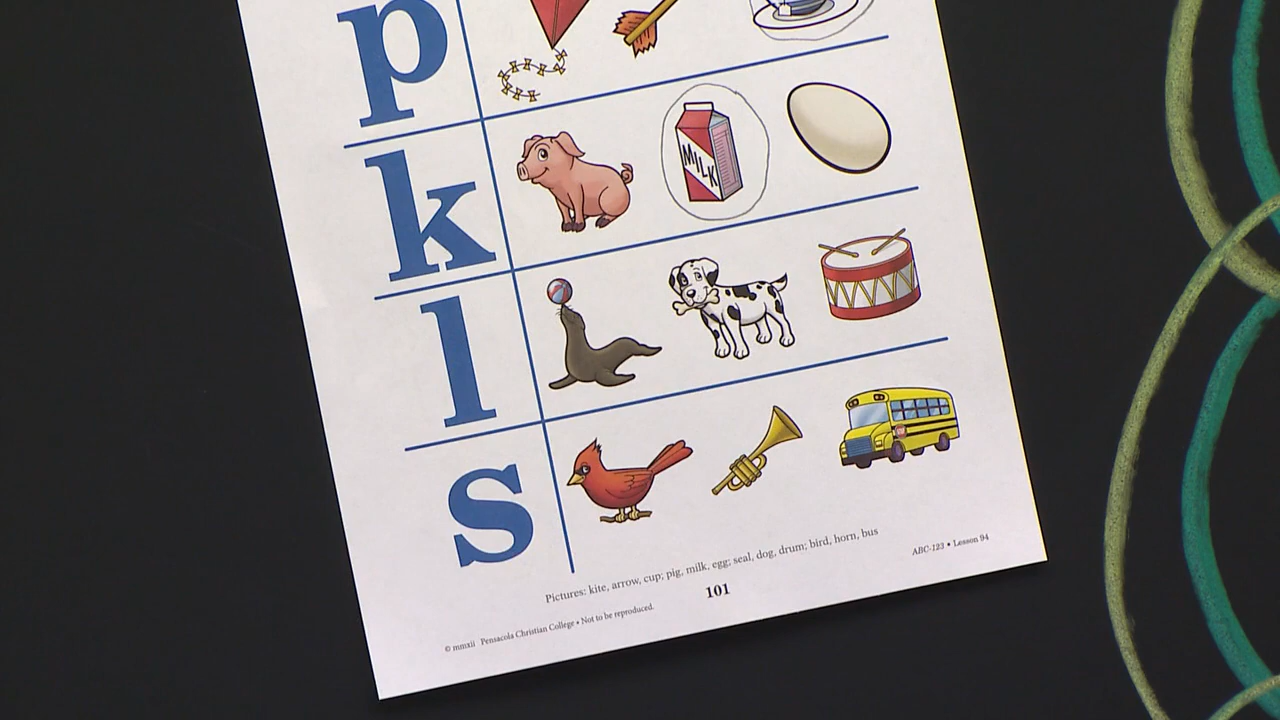 p
k
MILK
l
s
Pictures: kite, arrow, cup; pig, milk, egg; seal, dog, drum; bird, horn, bus
ABC-123 • Lesson 94
101
© mmxii Pensacola Christian College • Not to be reproduced.